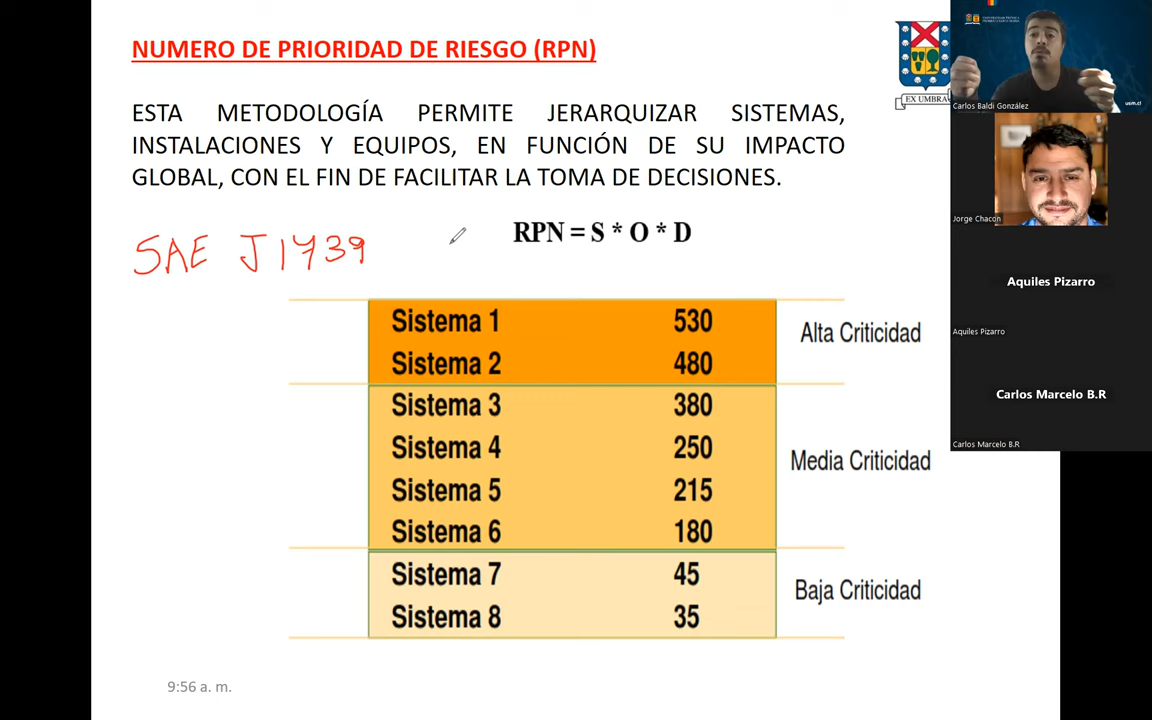 NUMERO DE PRIORIDAD DE RIESGO (RPN)
ESTA METODOLOGÍA PERMITE JERARQUIZAR SISTEMAS,
INSTALACIONES Y EQUIPOS, EN FUNCIÓN DE SU IMPACTO
GLOBAL, CON EL FIN DE FACILITAR LA TOMA DE DECISIONES.
RPN = S * O * D
SAE J1739
Sistema 1 530
Sistema 2 480
Alta Criticidad
Sistema 3 380
Sistema 4 250
Sistema 5 215
Sistema 6 180
Media Criticidad
Sistema 7 45
Sistema 8 35
Baja Criticidad
9:56 a. m.
EX UMBRA
usm.cl
Carlos Baldi González
Jorge Chacon
Aquiles Pizarro
Aquiles Pizarro
Carlos Marcelo B.R
Carlos Marcelo B.R